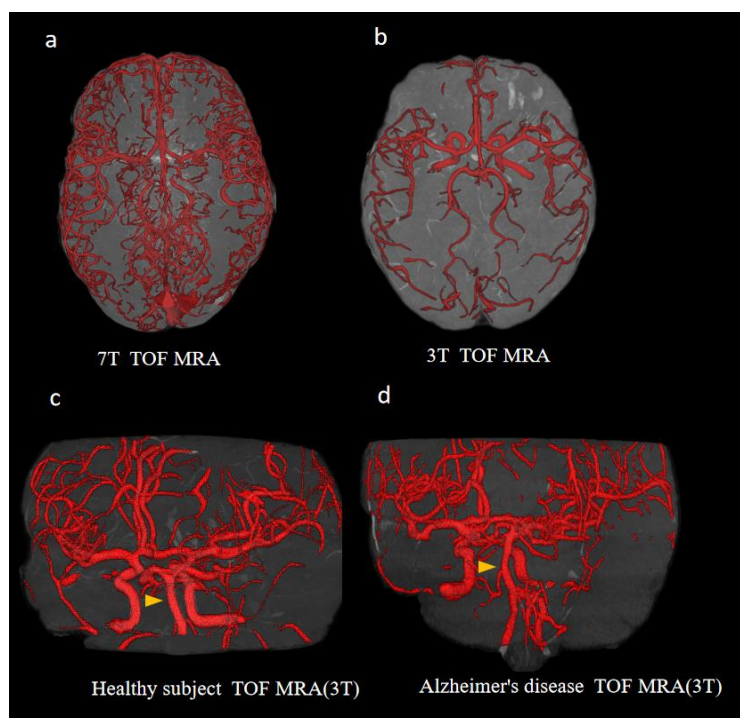 a
b
7T TOF MRA
3T TOF MRA
c
d
Healthy subject TOF MRA(3T)
Alzheimer's disease TOF MRA(3T)